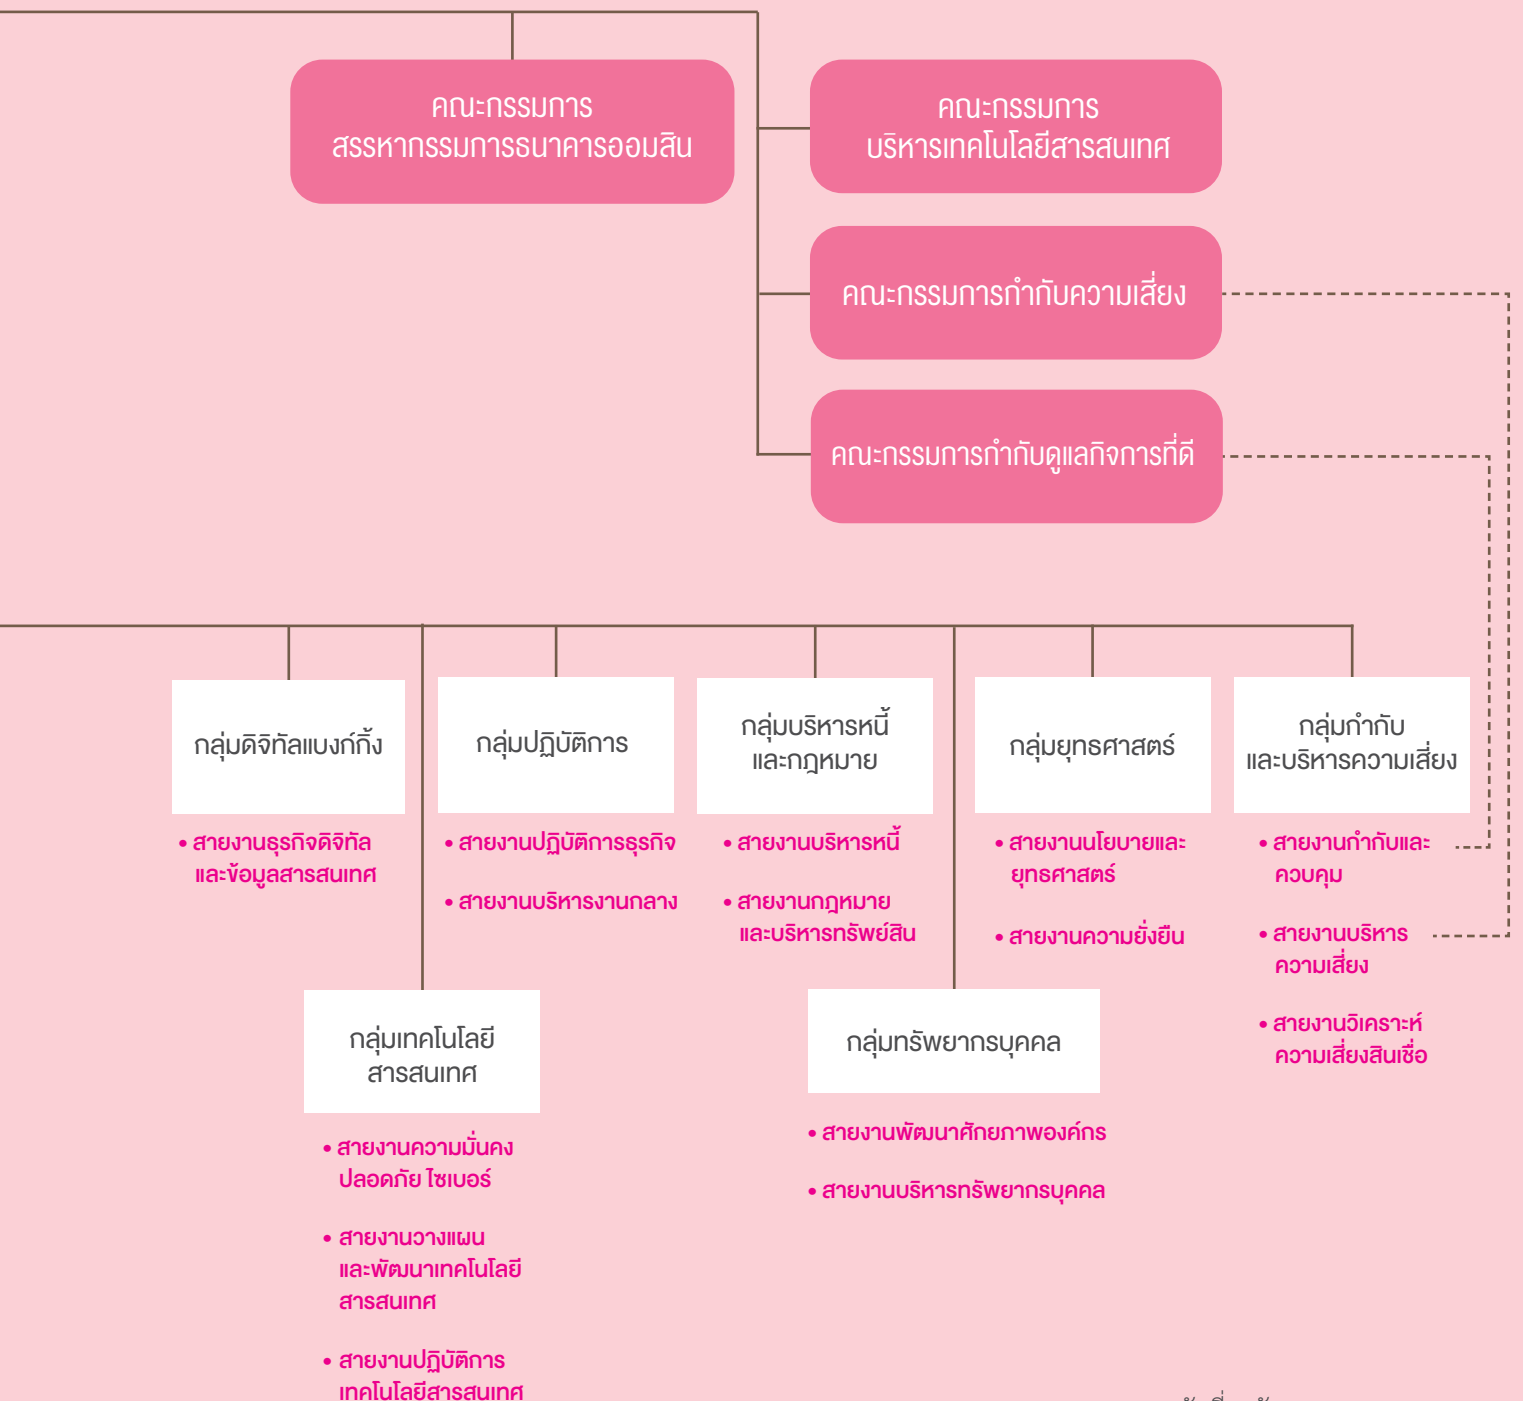 คณะกรรมการ
สรรหากรรมการธนาคารออมสิน
คณะกรรมการ
บริหารเทคโนโลยีสารสนเทศ
คณะกรรมการกำกับความเสี่ยง
คณะกรรมการกำกับดูแลกิจการที่ดี
กลุ่มดิจิทัลแบงก์กิ้ง
• สายงานธุรกิจดิจิทัล
และข้อมูลสารสนเทศ
กลุ่มปฏิบัติการ
• สายงานปฏิบัติการธุรกิจ
• สายงานบริหารงานกลาง
กลุ่มบริหารหนี้
และกฎหมาย
• สายงานบริหารหนี้
• สายงานกฎหมาย
และบริหารทรัพย์สิน
กลุ่มยุทธศาสตร์
• สายงานนโยบายและ
ยุทธศาสตร์
• สายงานความยั่งยืน
กลุ่มกำกับ
และบริหารความเสี่ยง
• สายงานกำกับและ
ควบคุม
• สายงานบริหาร
ความเสี่ยง
• สายงานวิเคราะห์
ความเสี่ยงสินเชื่อ
กลุ่มเทคโนโลยี
สารสนเทศ
• สายงานความมั่นคง
ปลอดภัย ไซเบอร์
• สายงานวางแผน
และพัฒนาเทคโนโลยี
สารสนเทศ
• สายงานปฏิบัติการ
เทคโนโลยีสารสนเทศ
กลุ่มทรัพยากรบุคคล
• สายงานพัฒนาศักยภาพองค์กร
• สายงานบริหารทรัพยากรบุคคล